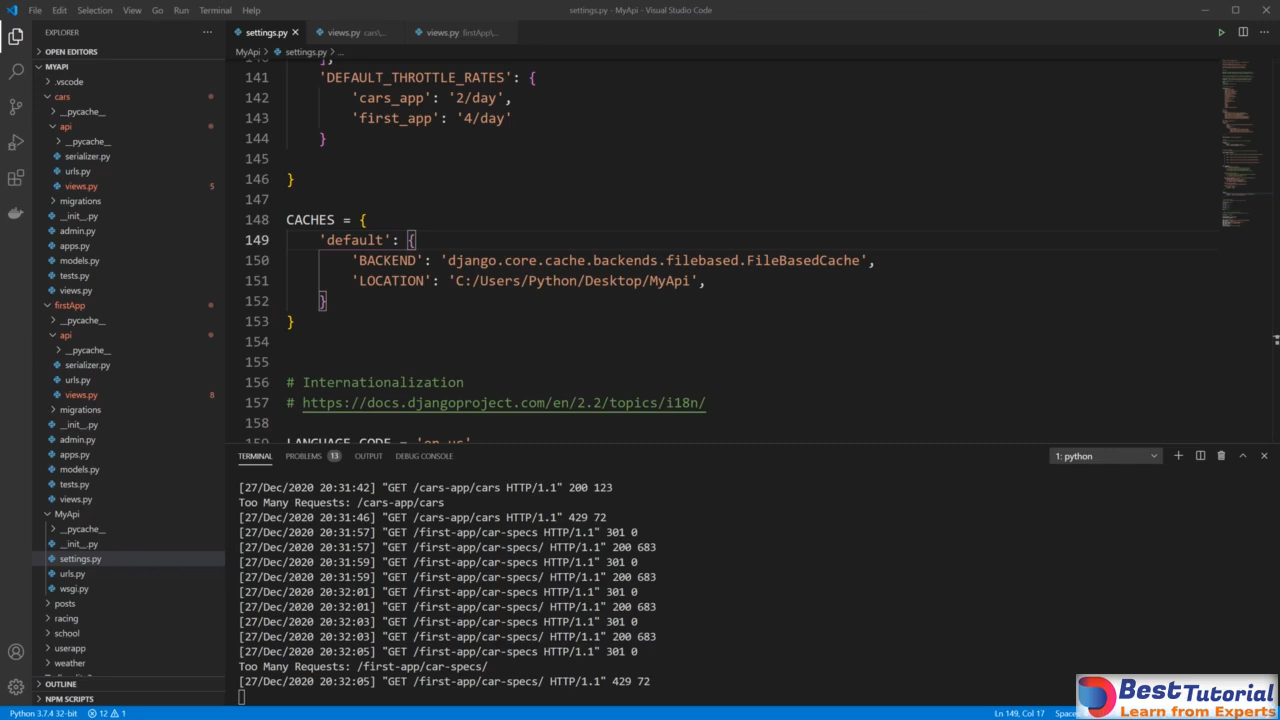 File Edit Selection View Go Run Terminal Help
settings.py - MyApi - Visual Studio Code
EXPLORER
OPEN EDITORS
MYAPI
.vscode
cars
__pycache__
api
__pycache__
serializer.py
urls.py
views.py 5
migrations
__init__.py
admin.py
apps.py
models.py
tests.py
views.py
firstApp
__pycache__
api
__pycache__
serializer.py
urls.py
views.py 8
migrations
__init__.py
admin.py
apps.py
models.py
tests.py
views.py
MyApi
__pycache__
__init__.py
settings.py
urls.py
wsgi.py
posts
racing
school
userapp
weather
OUTLINE
NPM SCRIPTS
settings.py views.py cars\... views.py firstApp\...
MyApi > settings.py > ...
140 ],
141 'DEFAULT_THROTTLE_RATES': {
142 'cars_app': '2/day',
143 'first_app': '4/day'
144 }
145
146 }
147
148 CACHES = {
149 'default': {
150 'BACKEND': 'django.core.cache.backends.filebased.FileBasedCache',
151 'LOCATION': 'C:/Users/Python/Desktop/MyApi',
152 }
153 }
154
155
156 # Internationalization
157 # https://docs.djangoproject.com/en/2.2/topics/i18n/
158
159 LANGUAGE_CODE = 'en-us'
TERMINAL PROBLEMS 13 OUTPUT DEBUG CONSOLE 1: python
[27/Dec/2020 20:31:42] "GET /cars-app/cars HTTP/1.1" 200 123
Too Many Requests: /cars-app/cars
[27/Dec/2020 20:31:46] "GET /cars-app/cars HTTP/1.1" 429 72
[27/Dec/2020 20:31:57] "GET /first-app/car-specs HTTP/1.1" 301 0
[27/Dec/2020 20:31:57] "GET /first-app/car-specs/ HTTP/1.1" 200 683
[27/Dec/2020 20:31:59] "GET /first-app/car-specs HTTP/1.1" 301 0
[27/Dec/2020 20:31:59] "GET /first-app/car-specs/ HTTP/1.1" 200 683
[27/Dec/2020 20:32:01] "GET /first-app/car-specs HTTP/1.1" 301 0
[27/Dec/2020 20:32:01] "GET /first-app/car-specs/ HTTP/1.1" 200 683
[27/Dec/2020 20:32:03] "GET /first-app/car-specs HTTP/1.1" 301 0
[27/Dec/2020 20:32:03] "GET /first-app/car-specs/ HTTP/1.1" 200 683
[27/Dec/2020 20:32:05] "GET /first-app/car-specs HTTP/1.1" 301 0
Too Many Requests: /first-app/car-specs/
[27/Dec/2020 20:32:05] "GET /first-app/car-specs/ HTTP/1.1" 429 72
Python 3.7.4 32-bit 12 1 Ln 149, Col 17 Spaces:
BestTutorial
Learn from Experts